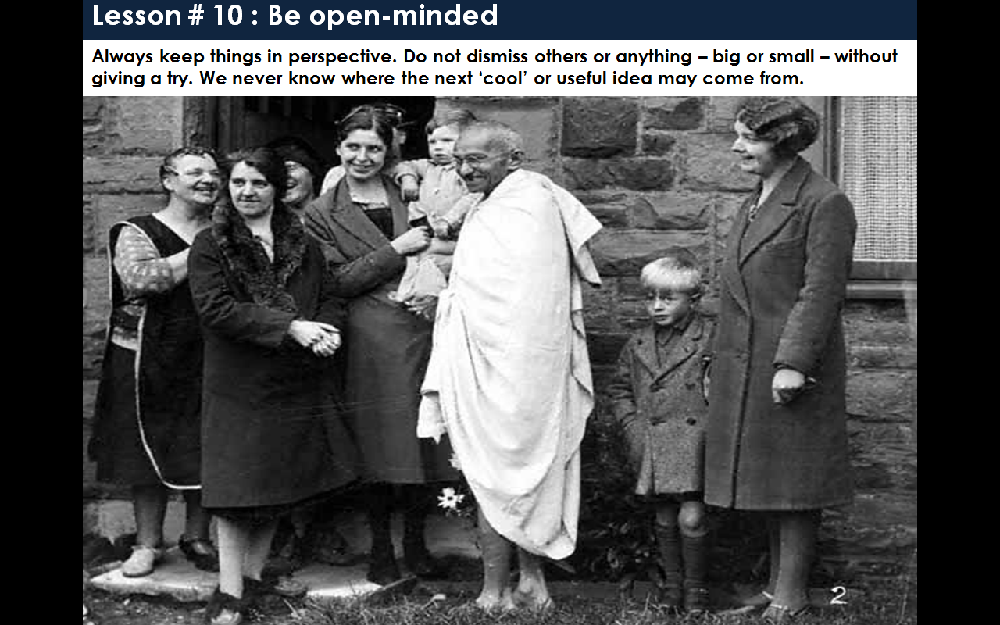 Lesson # 10 : Be open-minded
Always keep things in perspective. Do not dismiss others or anything – big or small – without
giving a try. We never know where the next ‘cool’ or useful idea may come from.
2